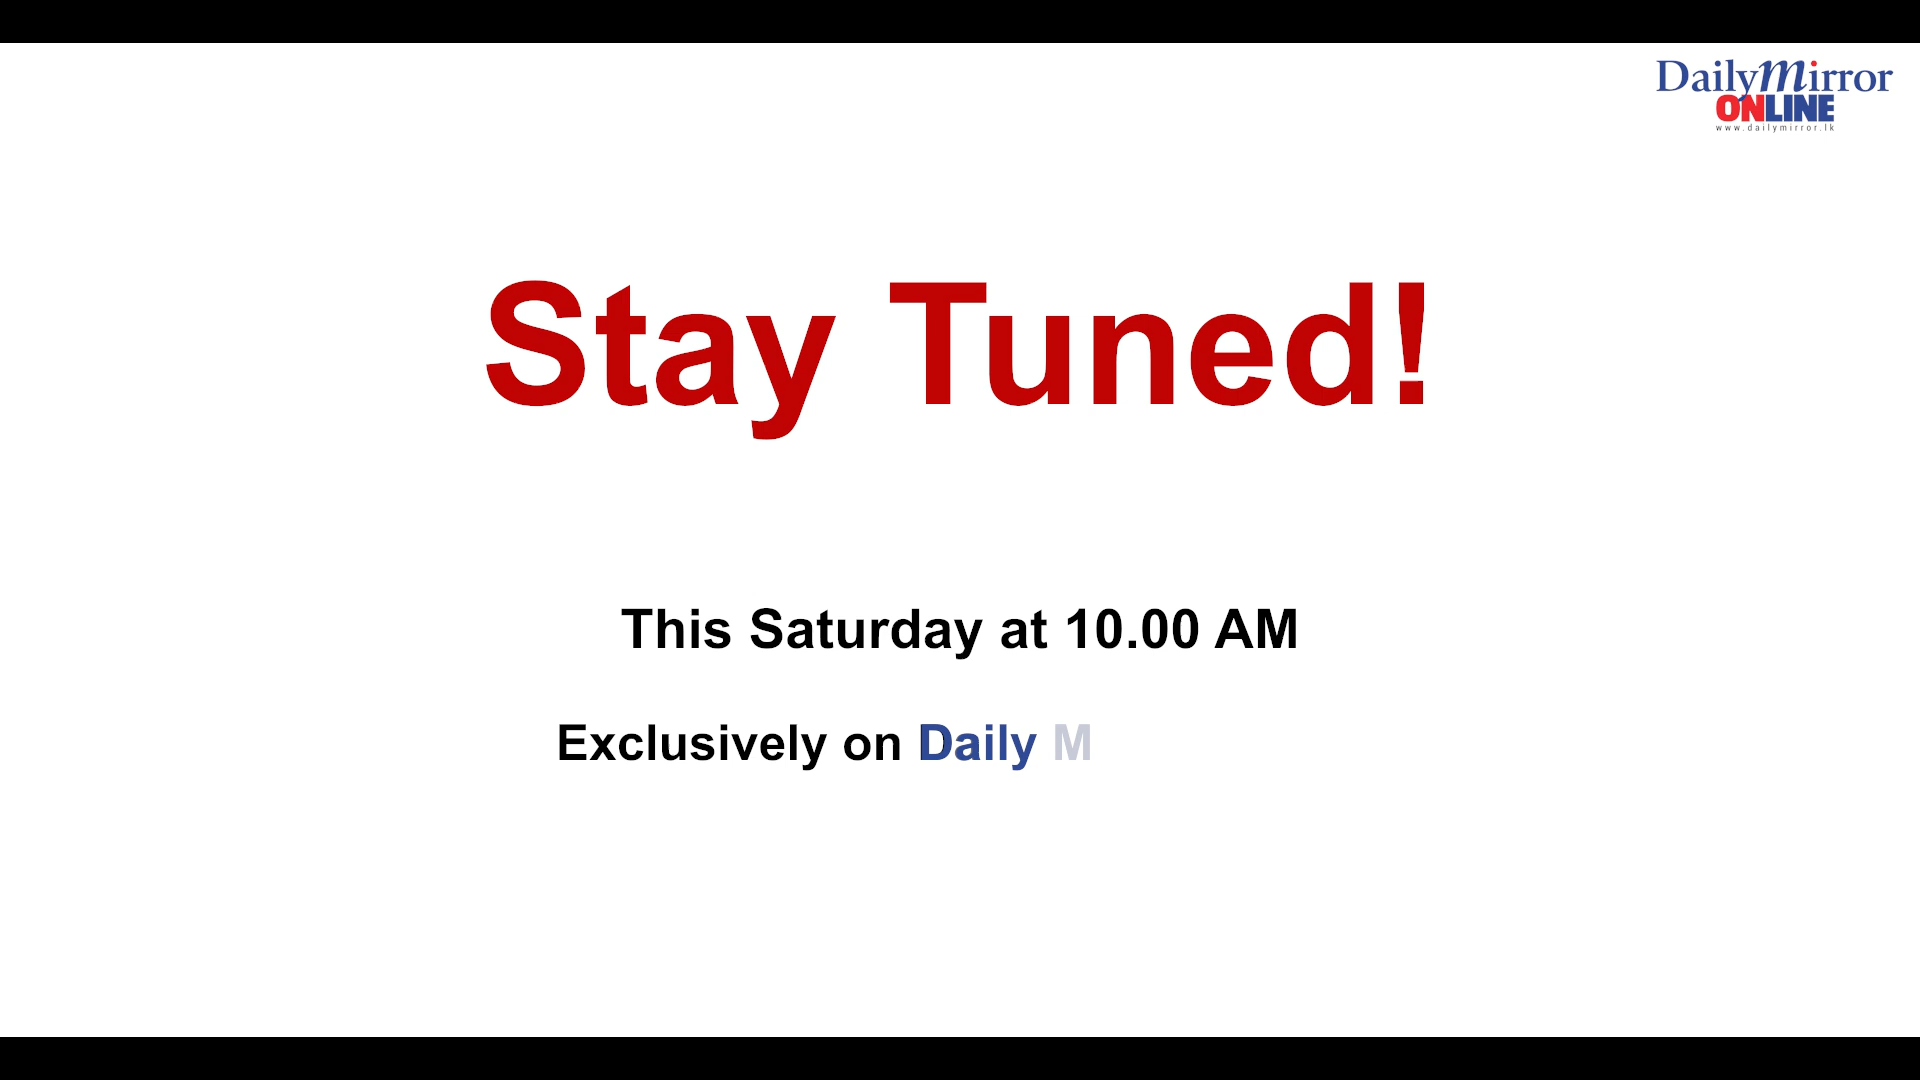 DailyMirror
ONLINE
www.dailymirror.lk
Stay Tuned!
This Saturday at 10.00 AM
Exclusively on Daily M